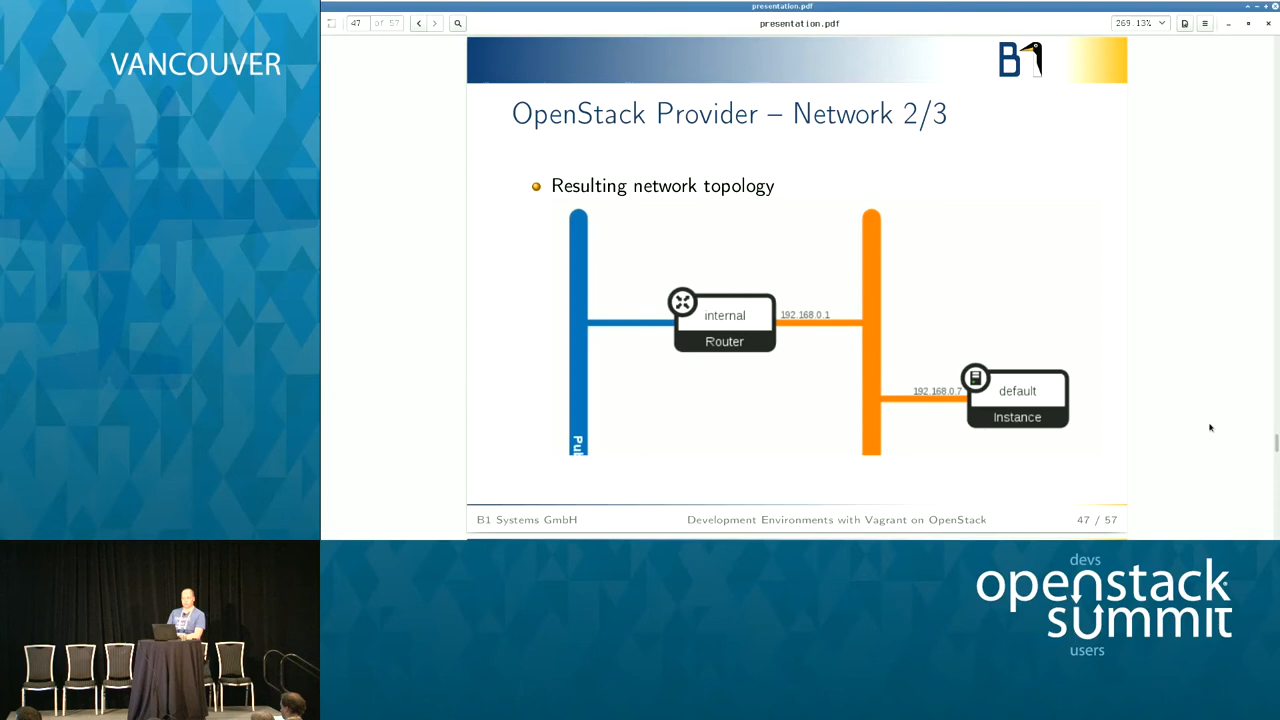 presentation.pdf
47 of 57
presentation.pdf
269.13%
VANCOUVER
B1
OpenStack Provider – Network 2/3
Resulting network topology
internal
Router
192.168.0.1
192.168.0.7
default
Instance
Pu
B1 Systems GmbH
Development Environments with Vagrant on OpenStack
47 / 57
devs
openstack
summit
users